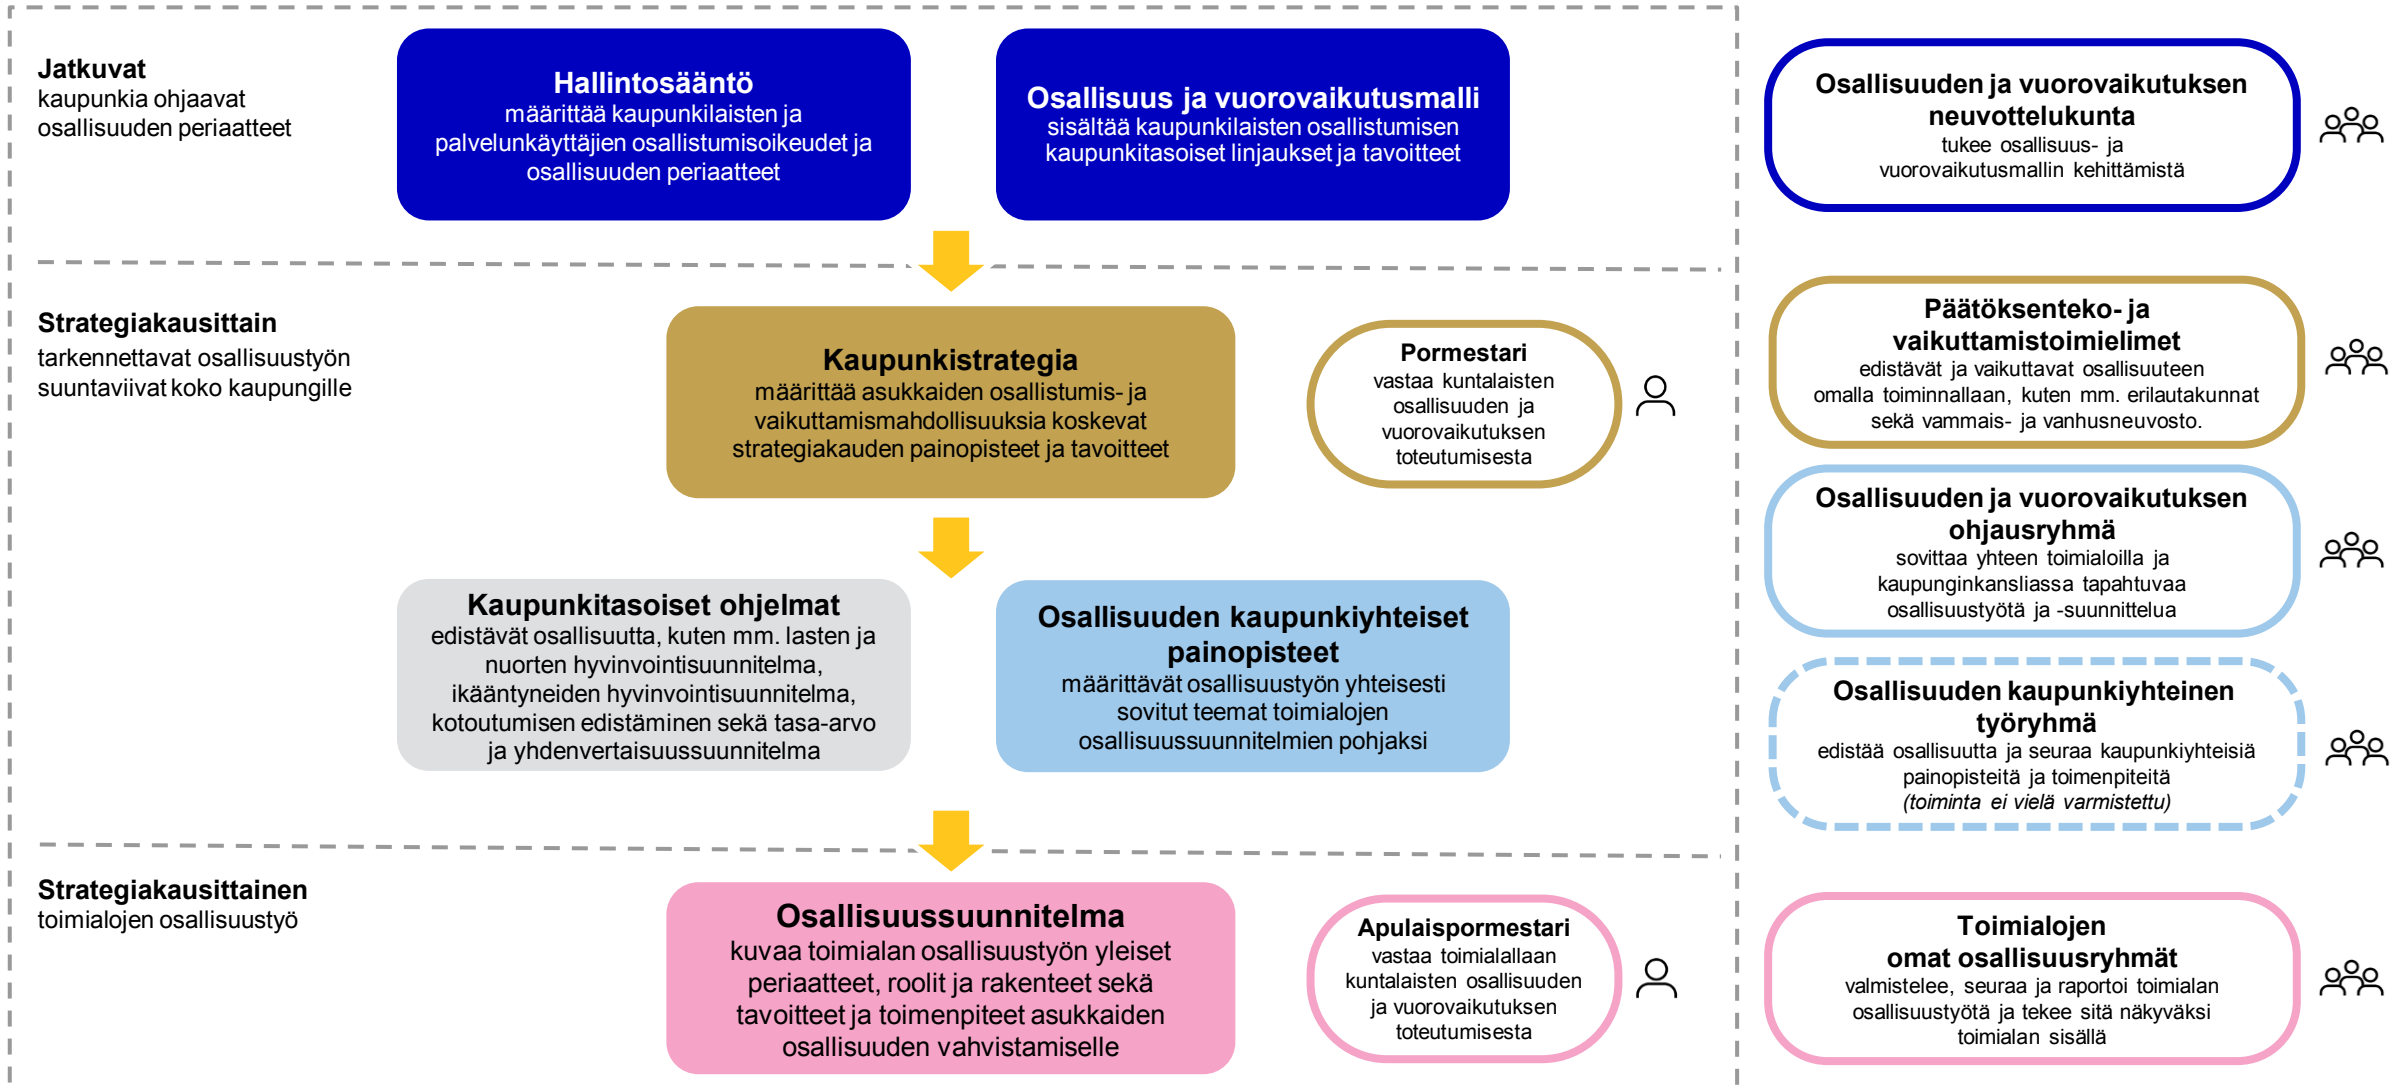 Jatkuvat
kaupunkia ohjaavat
osallisuuden periaatteet
Hallintosääntö
määrittää kaupunkilaisten ja
palvelunkäyttäjien osallistumisoikeudet ja
osallisuuden periaatteet
Osallisuus ja vuorovaikutusmalli
sisältää kaupunkilaisten osallistumisen
kaupunkitasoiset linjaukset ja tavoitteet
Osallisuuden ja vuorovaikutuksen
neuvottelukunta
tukee osallisuus- ja
vuorovaikutusmallin kehittämistä
Strategiakausittain
tarkennettavat osallisuustyön
suuntaviivat koko kaupungille
Kaupunkistrategia
määrittää asukkaiden osallistumis- ja
vaikuttamismahdollisuuksia koskevat
strategiakauden painopisteet ja tavoitteet
Pormestari
vastaa kuntalaisten
osallisuuden ja
vuorovaikutuksen
toteutumisesta
Päätöksenteko- ja
vaikuttamistoimielimet
edistävät ja vaikuttavat osallisuuteen
omalla toiminnallaan, kuten mm. erilautakunnat
sekä vammais- ja vanhusneuvosto.
Osallisuuden ja vuorovaikutuksen
ohjausryhmä
sovittaa yhteen toimialoilla ja
kaupunginkansliassa tapahtuvaa
osallisuustyötä ja -suunnittelua
Kaupunkitasoiset ohjelmat
edistävät osallisuutta, kuten mm. lasten ja
nuorten hyvinvointisuunnitelma,
ikääntyneiden hyvinvointisuunnitelma,
kotoutumisen edistäminen sekä tasa-arvo
ja yhdenvertaisuussuunnitelma
Osallisuuden kaupunkiyhteiset
painopisteet
määrittävät osallisuustyön yhteisesti
sovitut teemat toimialojen
osallisuussuunnitelmien pohjaksi
Osallisuuden kaupunkiyhteinen
työryhmä
edistää osallisuutta ja seuraa kaupunkiyhteisiä
painopisteitä ja toimenpiteitä
(toiminta ei vielä varmistettu)
Strategiakausittainen
toimialojen osallisuustyö
Osallisuussuunnitelma
kuvaa toimialan osallisuustyön yleiset
periaatteet, roolit ja rakenteet sekä
tavoitteet ja toimenpiteet asukkaiden
osallisuuden vahvistamiselle
Apulaispormestari
vastaa toimialallaan
kuntalaisten osallisuuden
ja vuorovaikutuksen
toteutumisesta
Toimialojen
omat osallisuusryhmät
valmistelee, seuraa ja raportoi toimialan
osallisuustyötä ja tekee sitä näkyväksi
toimialan sisällä